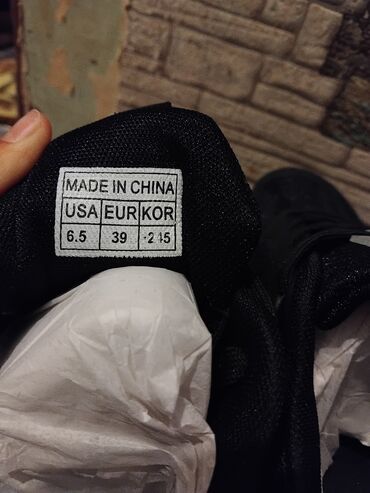 MADE IN CHINA
USA EUR KOR
6.5 39 245